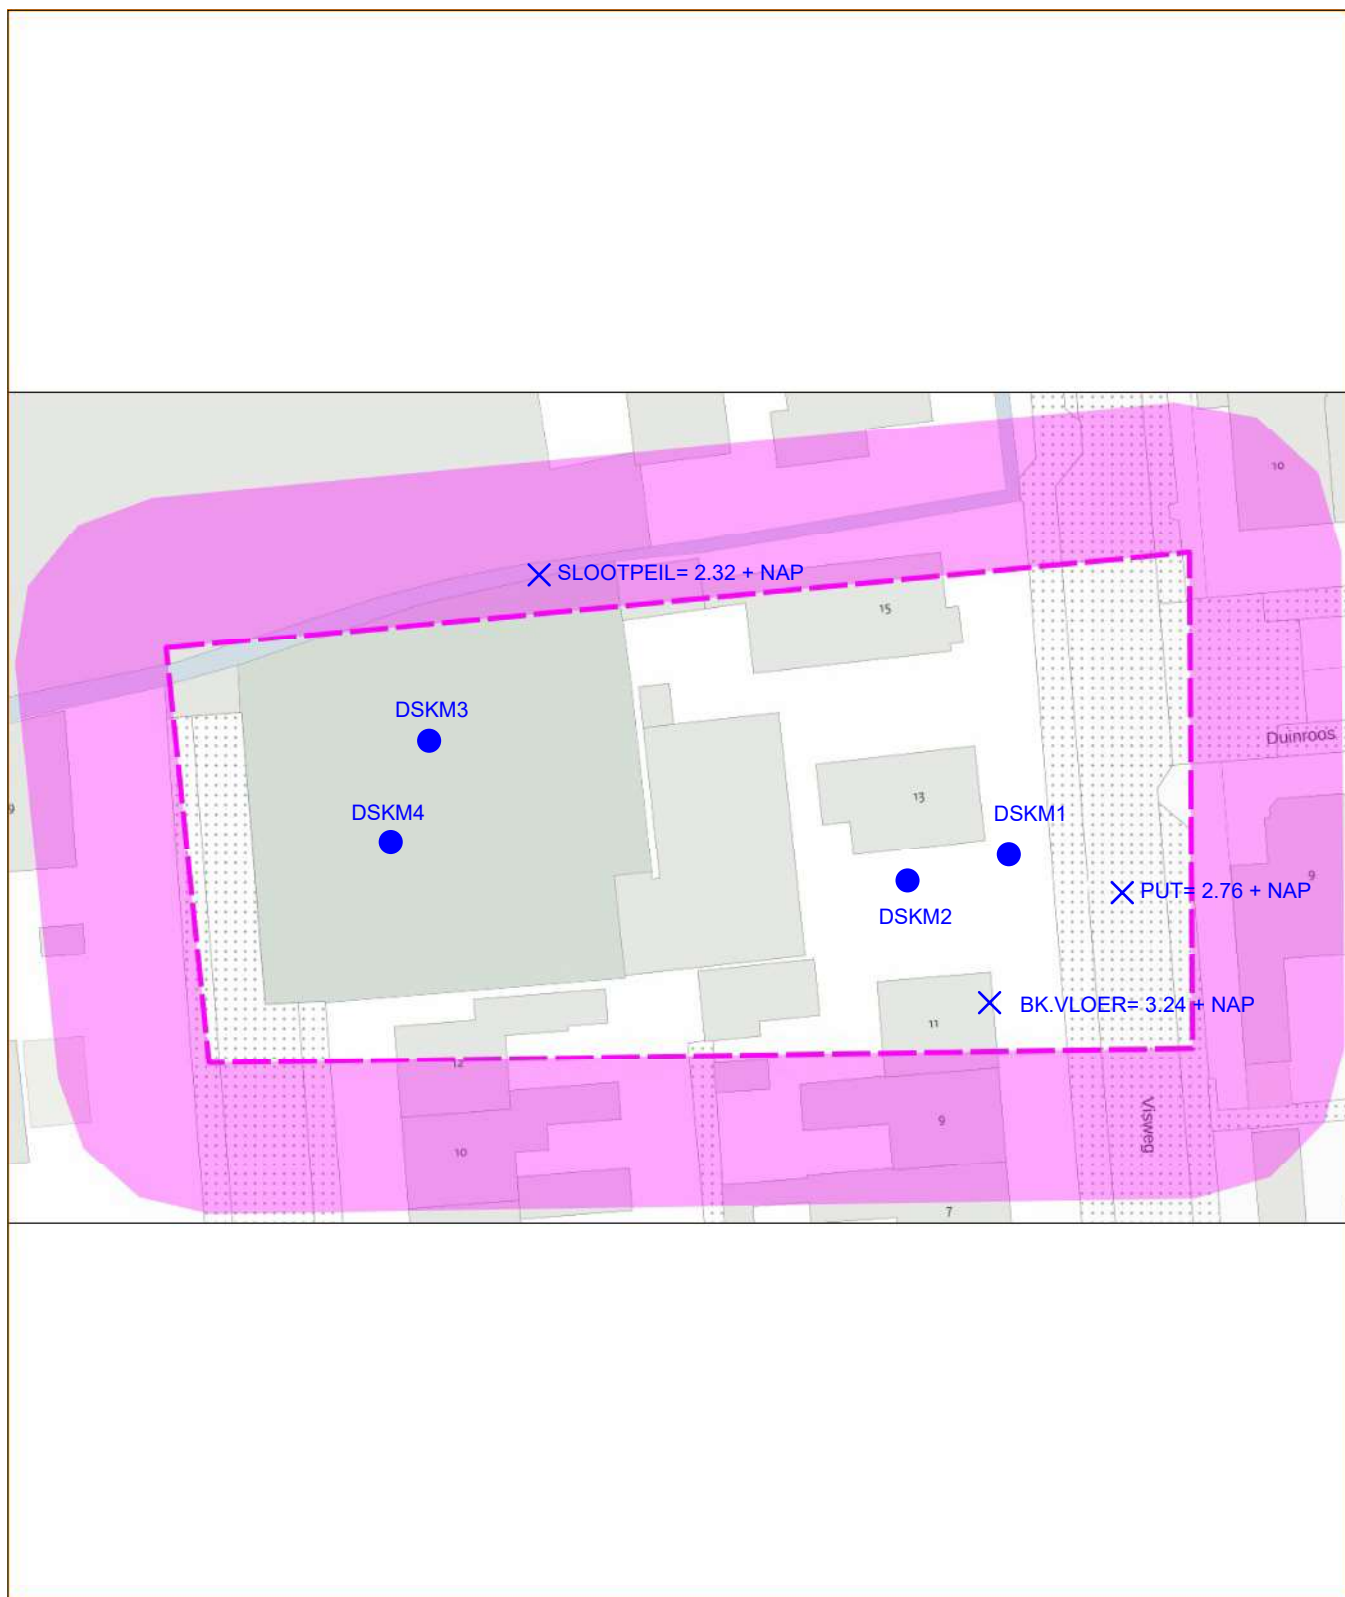 10
SLOOTPEIL= 2.32 + NAP
15
DSKM3
Duinroos
13
9
DSKM4
DSKM1
9
PUT= 2.76 + NAP
DSKM2
BK.VLOER= 3.24 + NAP
11
12
9
Visweg
10
7